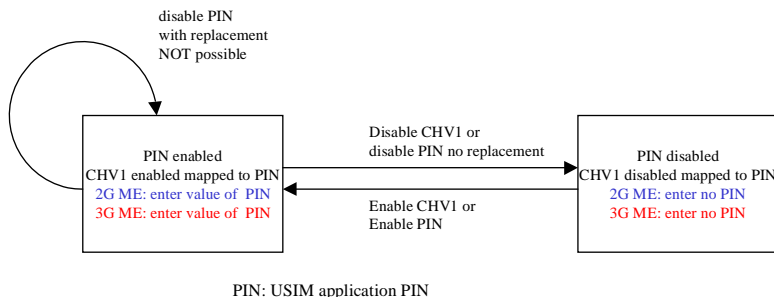 disable PIN
with replacement
NOT possible
PIN enabled
CHV1 enabled mapped to PIN
2G ME: enter value of PIN
3G ME: enter value of PIN
Disable CHV1 or
disable PIN no replacement
Enable CHV1 or
Enable PIN
PIN disabled
CHV1 disabled mapped to PIN
2G ME: enter no PIN
3G ME: enter no PIN
PIN: USIM application PIN